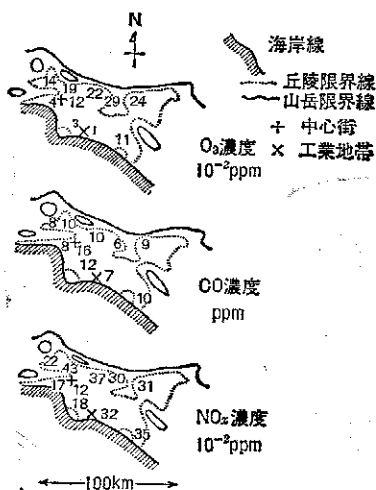 N
海岸線
丘陵限界線
山岳限界線
+ 中心街
× 工業地帯
14 19 22
4 12 29 24
3 1
11
O₃濃度
10⁻²ppm
8 10 10
8 16 6 9
12
7
10
CO濃度
ppm
22 43 37 30
17 12 31
18
32
35
NOx濃度
10⁻²ppm
100km